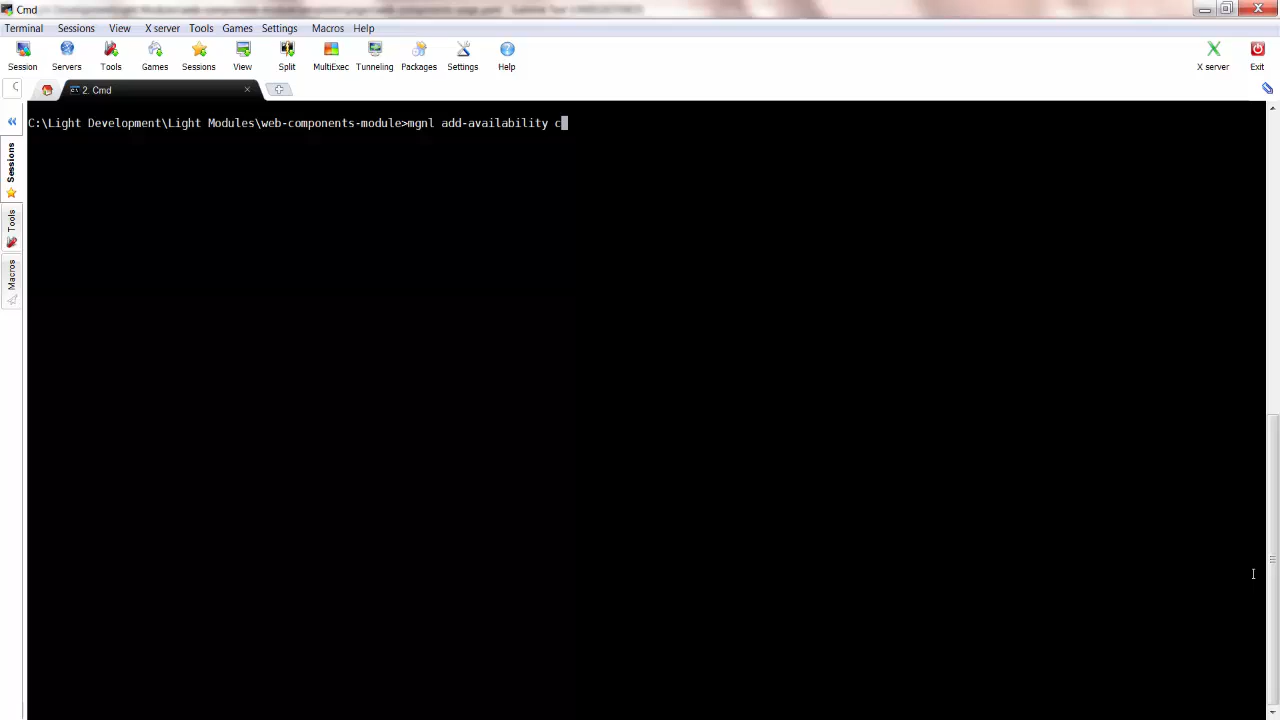 Cmd
Terminal Sessions View X server Tools Games Settings Macros Help
Session Servers Tools Games Sessions View Split MultiExec Tunneling Packages Settings Help X server Exit
2. Cmd
C:\Light Development\Light Modules\web-components-module>mgnl add-availability c
Sessions
Tools
Macros